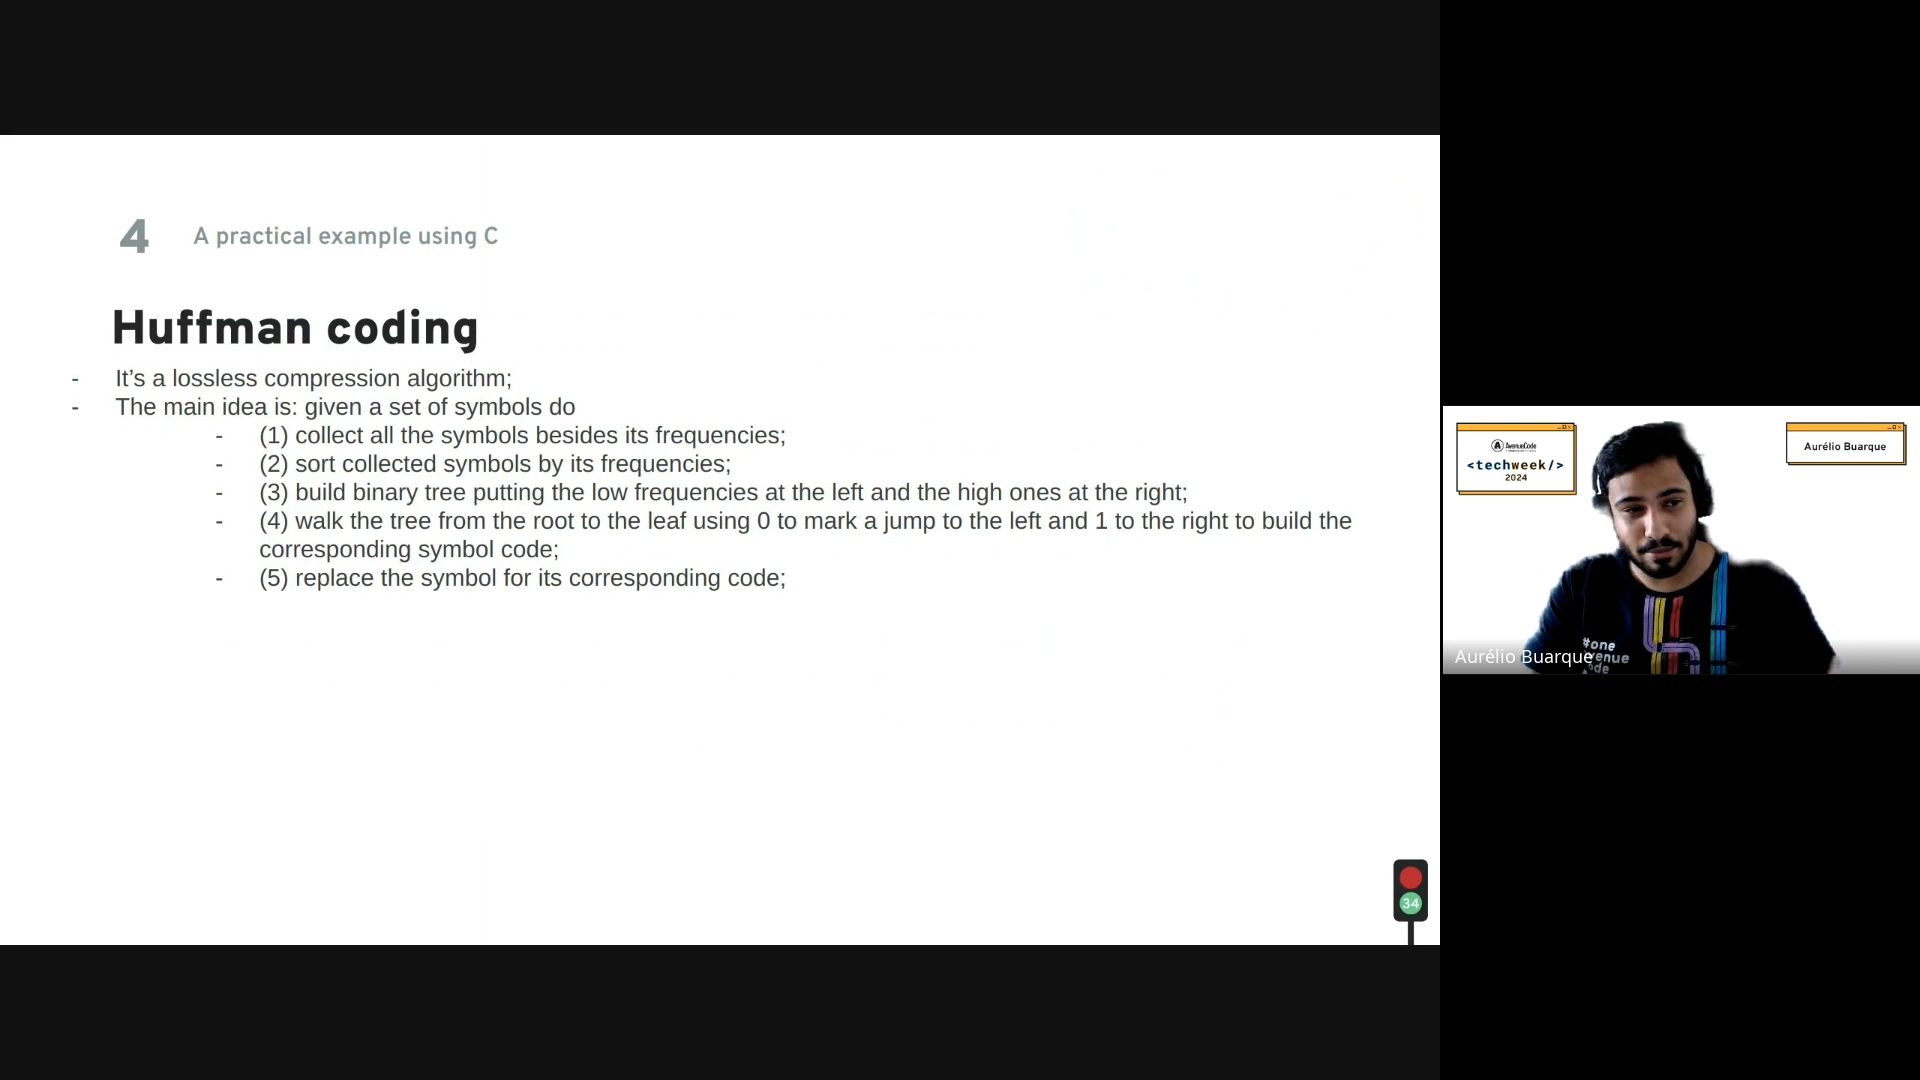 4 A practical example using C
Huffman coding
- It’s a lossless compression algorithm;
- The main idea is: given a set of symbols do
- (1) collect all the symbols besides its frequencies;
- (2) sort collected symbols by its frequencies;
- (3) build binary tree putting the low frequencies at the left and the high ones at the right;
- (4) walk the tree from the root to the leaf using 0 to mark a jump to the left and 1 to the right to build the
corresponding symbol code;
- (5) replace the symbol for its corresponding code;
34
AvenueCode
<techweek/>
2024
Aurélio Buarque
#one
venue
ode
Aurélio Buarque